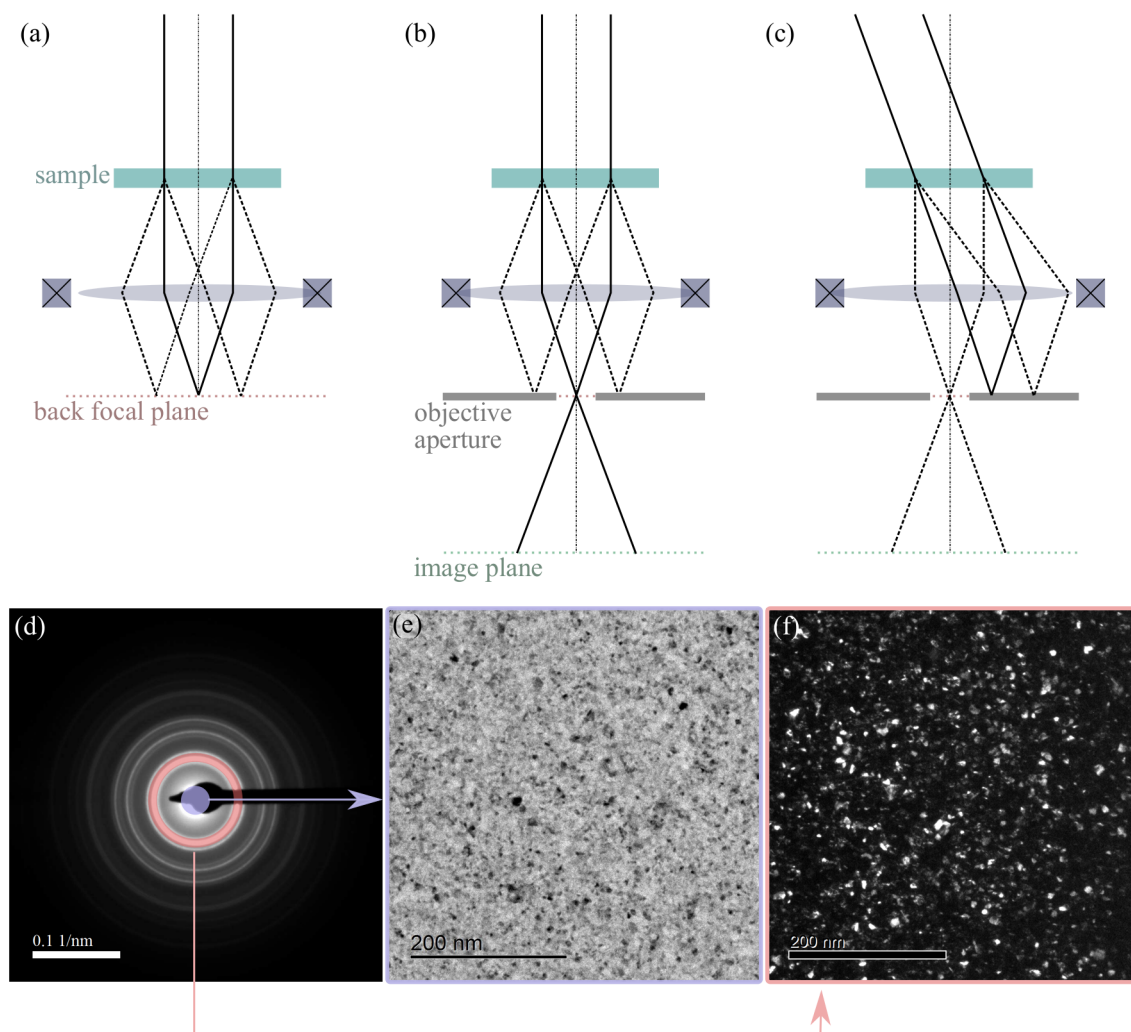 (a)
(b)
(c)
sample
back focal plane
objective
aperture
image plane
(d)
(e)
(f)
0.1 1/nm
200 nm
200 nm